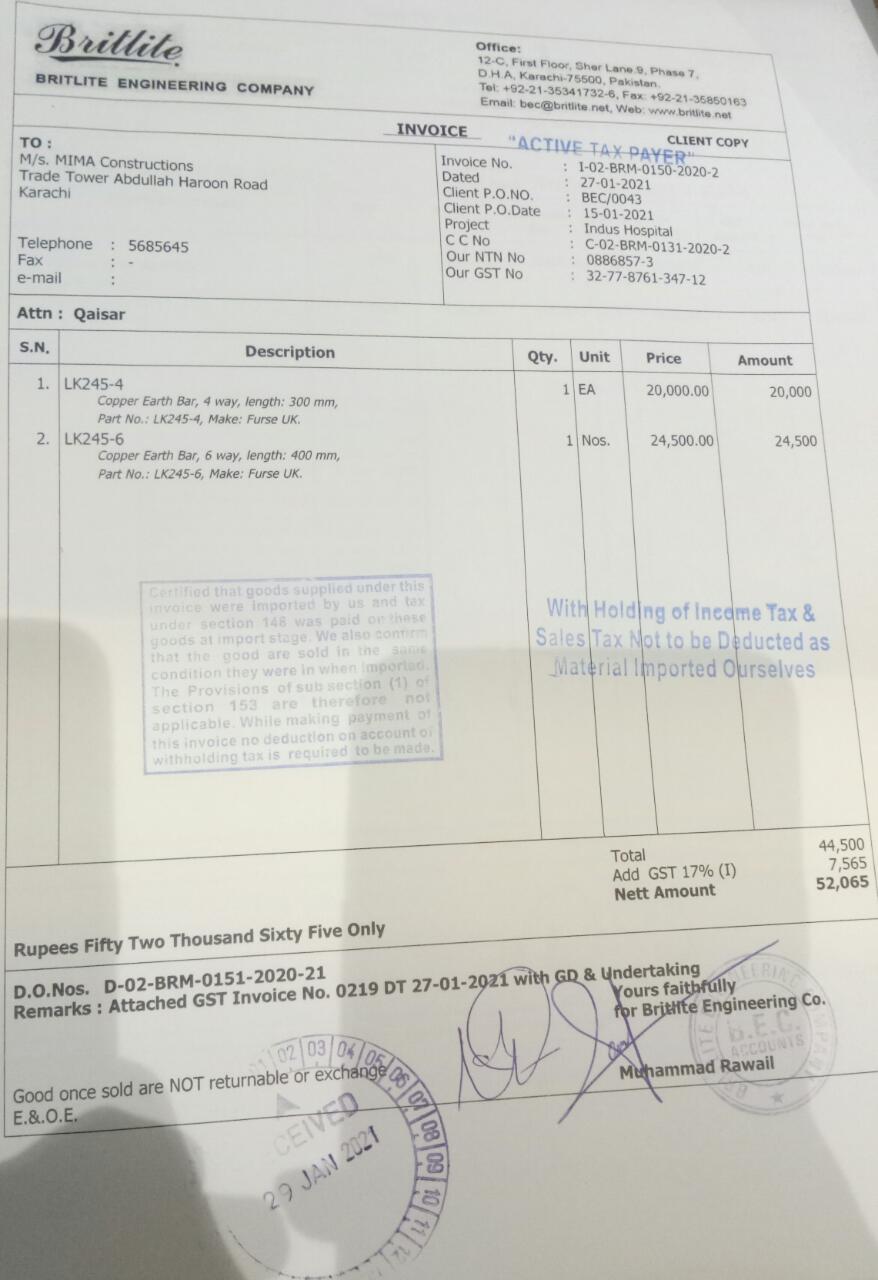 Britlite
BRITLITE ENGINEERING COMPANY
Office:
12-C, First Floor, Sher Lane 9, Phase 7,
D.H.A, Karachi-75500, Pakistan.
Tel: +92-21-35341732-6, Fax: +92-21-35850163
Email: bec@britlite.net, Web: www.britlite.net
INVOICE
"ACTIVE TAX PAYER"
CLIENT COPY
TO :
M/s. MIMA Constructions
Trade Tower Abdullah Haroon Road
Karachi
Telephone : 5685645
Fax : -
e-mail :
Invoice No. : I-02-BRM-0150-2020-2
Dated : 27-01-2021
Client P.O.NO. : BEC/0043
Client P.O.Date : 15-01-2021
Project : Indus Hospital
C C No : C-02-BRM-0131-2020-2
Our NTN No : 0886857-3
Our GST No : 32-77-8761-347-12
Attn : Qaisar
S.N. Description Qty. Unit Price Amount
1. LK245-4 1 EA 20,000.00 20,000
Copper Earth Bar, 4 way, length: 300 mm,
Part No.: LK245-4, Make: Furse UK.
2. LK245-6 1 Nos. 24,500.00 24,500
Copper Earth Bar, 6 way, length: 400 mm,
Part No.: LK245-6, Make: Furse UK.
Certified that goods supplied under this
invoice were imported by us and tax
under section 148 was paid on these
goods at import stage. We also confirm
that the good are sold in the same
condition they were in when imported.
The Provisions of sub section (1) of
section 153 are therefore not
applicable. While making payment of
this invoice no deduction on account of
withholding tax is required to be made.
With Holding of Income Tax &
Sales Tax Not to be Deducted as
Material Imported Ourselves
Total 44,500
Add GST 17% (I) 7,565
Nett Amount 52,065
Rupees Fifty Two Thousand Sixty Five Only
D.O.Nos. D-02-BRM-0151-2020-21
Remarks : Attached GST Invoice No. 0219 DT 27-01-2021 with GD & Undertaking
Yours faithfully
for Britlite Engineering Co.
Muhammad Rawail
B.E.C.
ACCOUNTS
Good once sold are NOT returnable or exchange
E.&.O.E.
02 03 04 05 06 07 08 09 10 11 12
CEIVED
29 JAN 2021